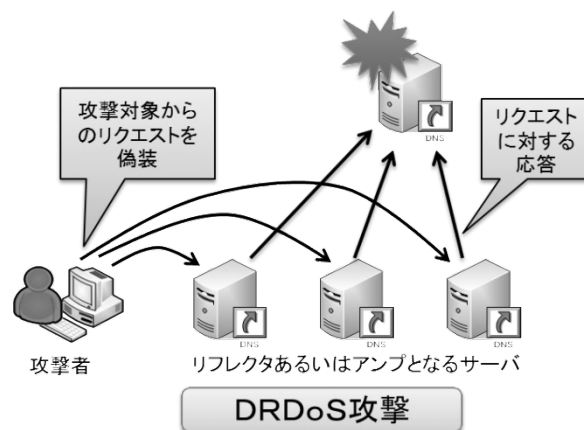 攻撃対象から
のリクエストを
偽装
DNS
リクエスト
に対する
応答
DNS
DNS
DNS
攻撃者
リフレクタあるいはアンプとなるサーバ
DRDoS攻撃